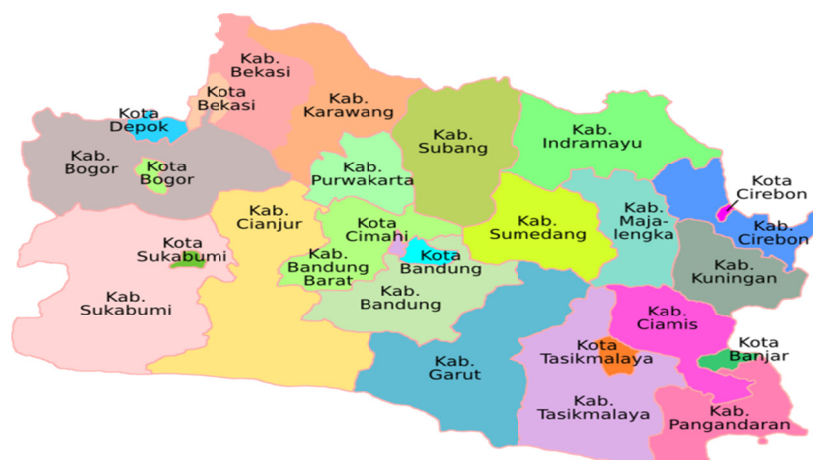 Kab.
Bekasi
Kota
Bekasi
Kab.
Karawang
Kota
Depok
Kab.
Bogor
Kota
Bogor
Kab.
Subang
Kab.
Indramayu
Kab.
Purwakarta
Kota
Cirebon
Kab.
Cirebon
Kab.
Cianjur
Kota
Cimahi
Kab.
Sumedang
Kab.
Maja-
lengka
Kota
Sukabumi
Kab.
Bandung
Barat
Kota
Bandung
Kab.
Kuningan
Kab.
Sukabumi
Kab.
Bandung
Kab.
Ciamis
Kota
Banjar
Kab.
Garut
Kota
Tasikmalaya
Kab.
Tasikmalaya
Kab.
Pangandaran